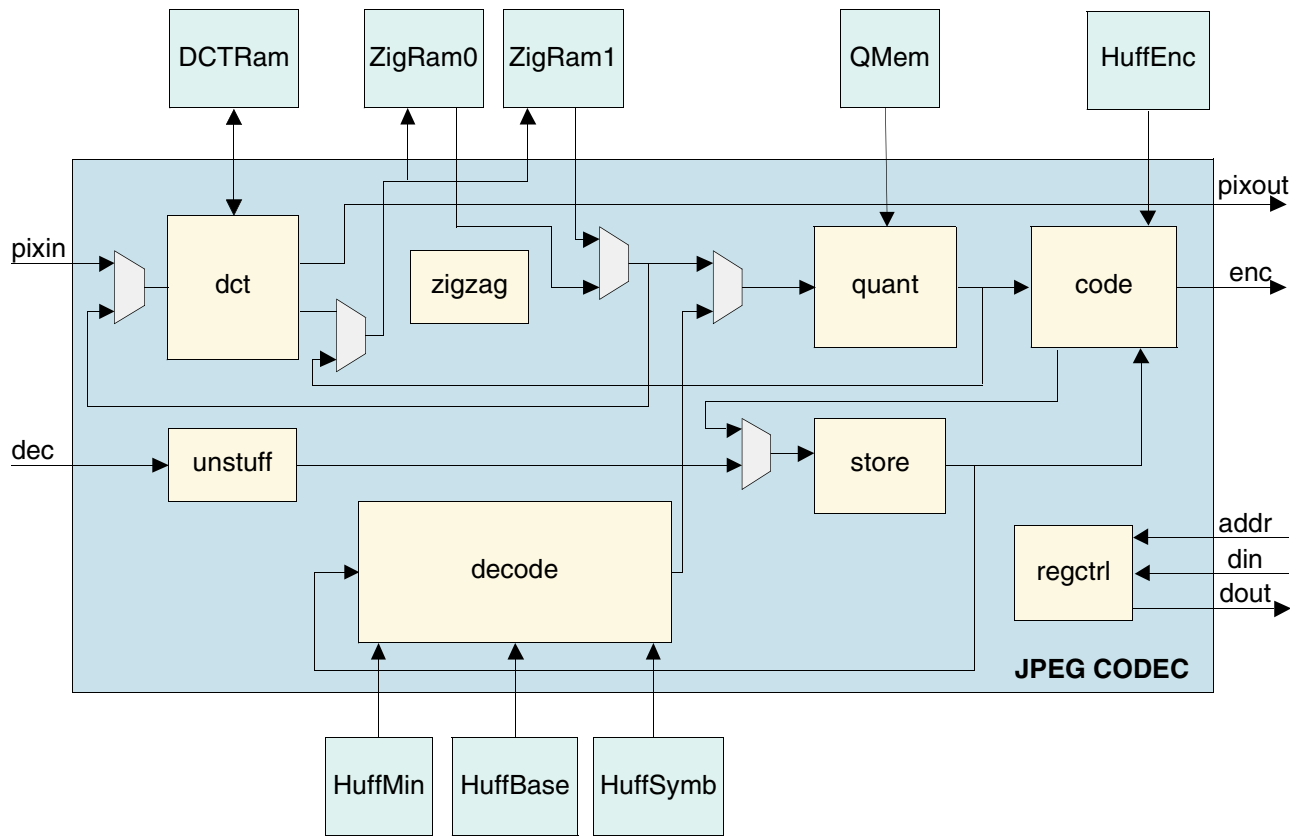 DCTRam
ZigRam0
ZigRam1
QMem
HuffEnc
pixout
pixin
dct
zigzag
quant
code
enc
dec
unstuff
store
addr
decode
regctrl
din
dout
JPEG CODEC
HuffMin
HuffBase
HuffSymb